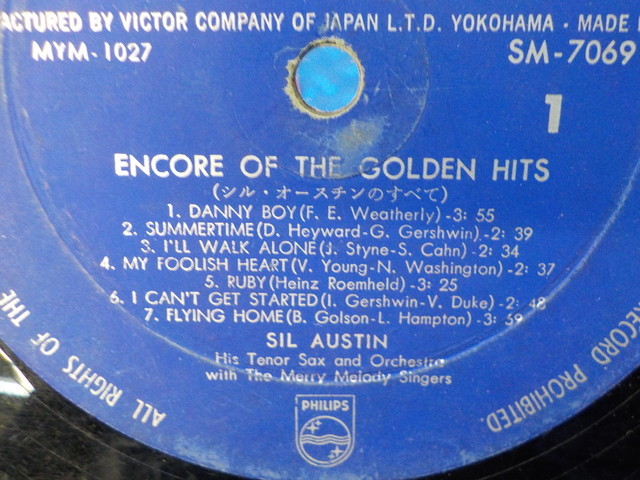 ACTURED BY VICTOR COMPANY OF JAPAN L.T.D. YOKOHAMA · MADE
MYM-1027
SM-7069
1
ENCORE OF THE GOLDEN HITS
(シル・オースチンのすべて)
1. DANNY BOY(F. E. Weatherly)-3: 55
2. SUMMERTIME(D. Heyward-G. Gershwin)-2: 39
3. I'LL WALK ALONE(J. Styne-S. Cahn)-2: 34
4. MY FOOLISH HEART(V. Young-N. Washington)-2: 37
5. RUBY(Heinz Roemheld)-3: 25
6. I CAN'T GET STARTED(I. Gershwin-V. Duke)-2: 48
7. FLYING HOME(B. Golson-L. Hampton)-3: 59
SIL AUSTIN
His Tenor Sax and Orchestra
with The Merry Melody Singers
PHILIPS
ALL RIGHTS OF THE
RECORD PROHIBITED.